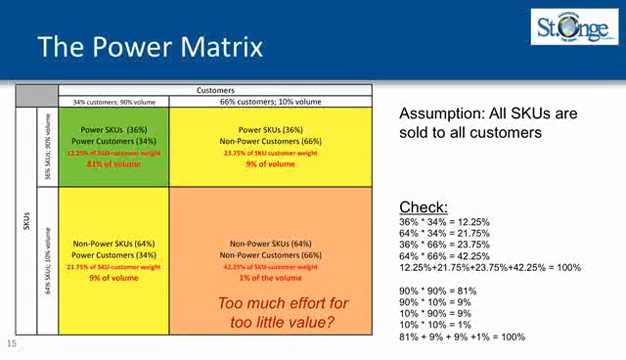 The Power Matrix
St.Onge
Customers
34% customers; 90% volume
66% customers; 10% volume
SKUs
36% SKUs; 90% volume
64% SKUs; 10% volume
Power SKUs (36%)
Power Customers (34%)
12.25% of SKU-customer weight
81% of volume
Power SKUs (36%)
Non-Power Customers (66%)
23.75% of SKU customer weight
9% of volume
Non-Power SKUs (64%)
Power Customers (34%)
21.75% of SKU-customer weight
9% of volume
Non-Power SKUs (64%)
Non-Power Customers (66%)
42.25% of SKU-customer weight
1% of the volume
Too much effort for
too little value?
Assumption: All SKUs are
sold to all customers
Check:
36% * 34% = 12.25%
64% * 34% = 21.75%
36% * 66% = 23.75%
64% * 66% = 42.25%
12.25%+21.75%+23.75%+42.25% = 100%
90% * 90% = 81%
90% * 10% = 9%
10% * 90% = 9%
10% * 10% = 1%
81% + 9% + 9% +1% = 100%
15